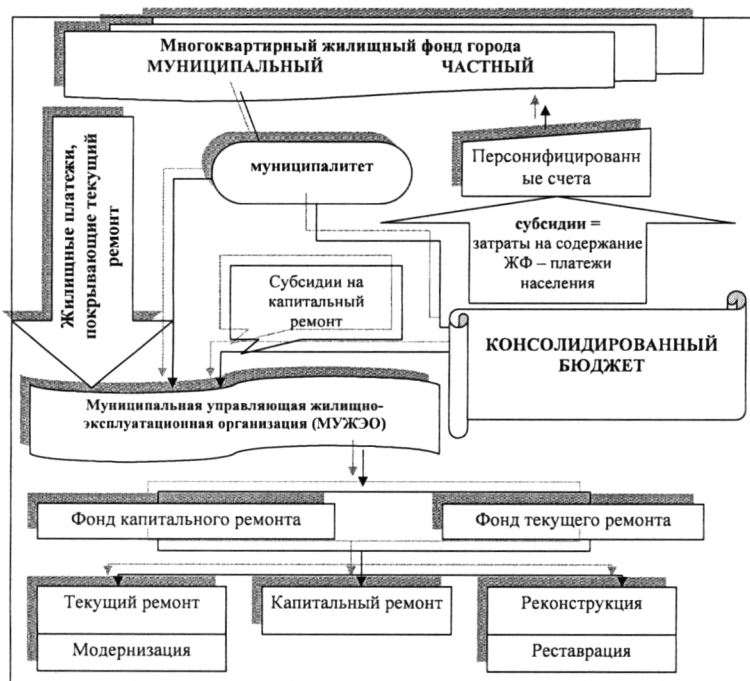 Многоквартирный жилищный фонд города
МУНИЦИПАЛЬНЫЙ ЧАСТНЫЙ
Жилищные платежи,
покрывающие текущий
ремонт
муниципалитет
Персонифицированн
ые счета
субсидии =
затраты на содержание
ЖФ – платежи
населения
Субсидии на
капитальный
ремонт
КОНСОЛИДИРОВАННЫЙ
БЮДЖЕТ
Муниципальная управляющая жилищно-
эксплуатационная организация (МУЖЭО)
Фонд капитального ремонта
Фонд текущего ремонта
Текущий ремонт
Модернизация
Капитальный ремонт
Реконструкция
Реставрация